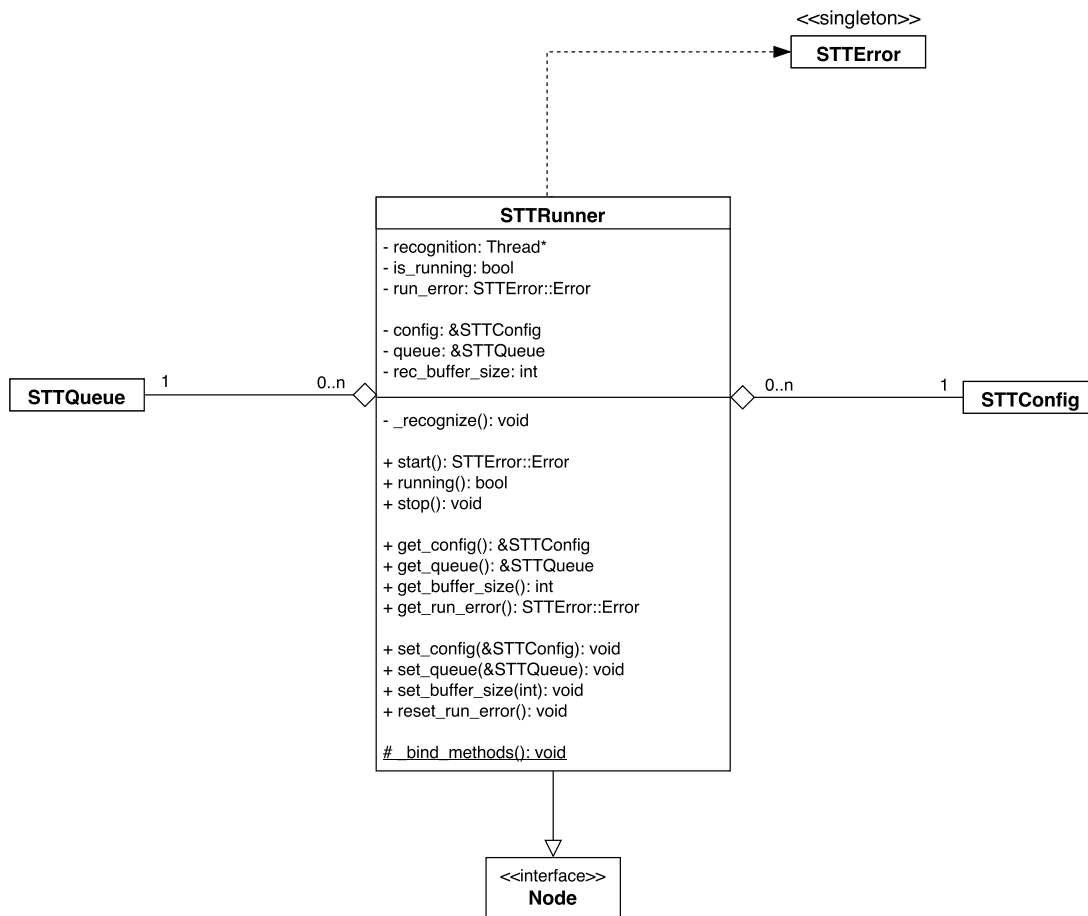 <<singleton>>
STTError
STTRunner
- recognition: Thread*
- is_running: bool
- run_error: STTError::Error
- config: &STTConfig
- queue: &STTQueue
- rec_buffer_size: int
STTQueue
1
0..n
0..n
1
STTConfig
- _recognize(): void
+ start(): STTError::Error
+ running(): bool
+ stop(): void
+ get_config(): &STTConfig
+ get_queue(): &STTQueue
+ get_buffer_size(): int
+ get_run_error(): STTError::Error
+ set_config(&STTConfig): void
+ set_queue(&STTQueue): void
+ set_buffer_size(int): void
+ reset_run_error(): void
# _bind_methods(): void
<<interface>>
Node